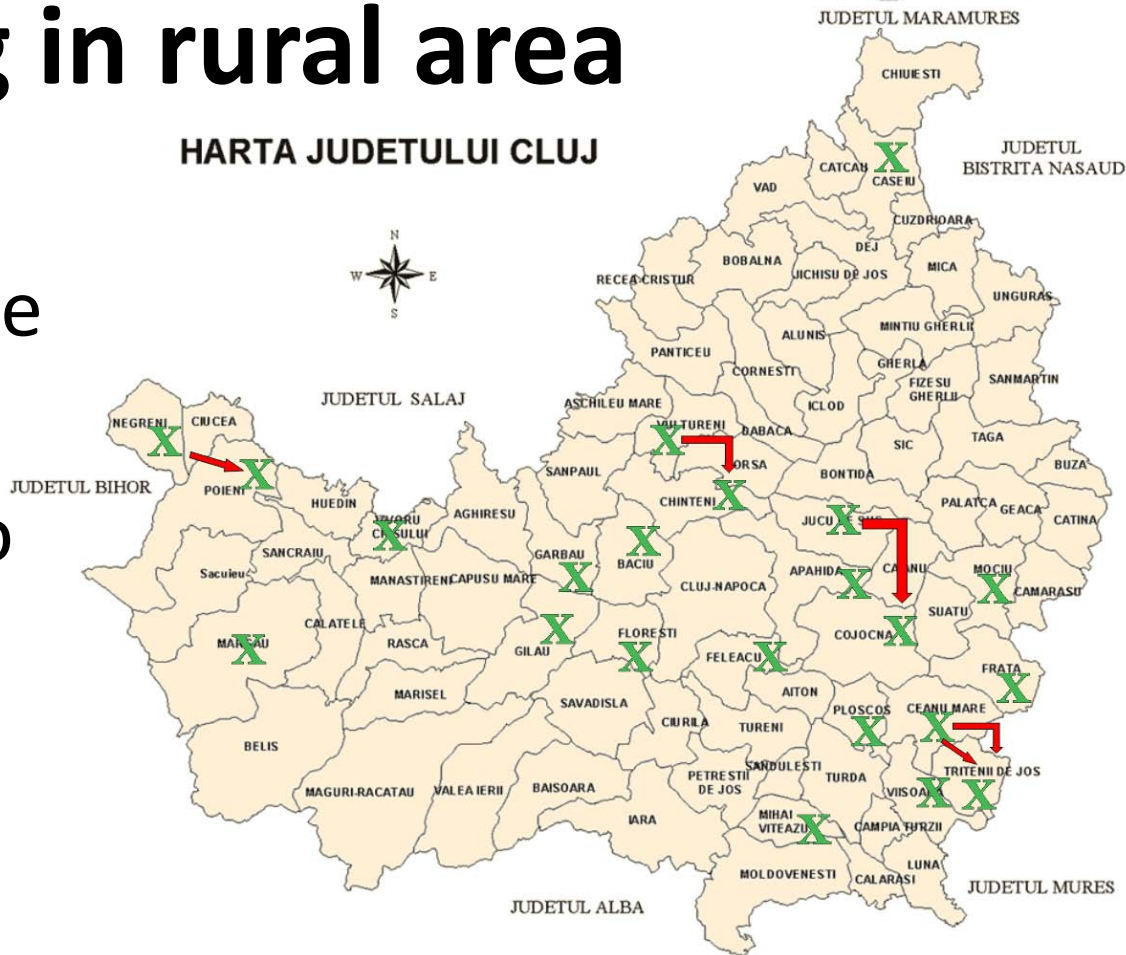 g in rural area
JUDETUL MARAMURES
CHIUIESTI
HARTA JUDETULUI CLUJ
JUDETUL
BISTRITA NASAUD
CATCAU
X
CASEIU
VAD
CUZDRIOARA
N
W E
S
DEJ
BOBALNA
JICHISU DE JOS
MICA
RECEA CRISTUR
UNGURAS
e
ALUNIS
MINTIU GHERLII
PANTICEU
CORNESTI
GHERLA
FIZESU
GHERLII
SANMARTIN
JUDETUL SALAJ
ASCHILEU MARE
ICLOD
NEGRENI
CIUCEA
X
VULTURENI
X
DABACA
SIC
TAGA
BUZA
JUDETUL BIHOR
POIENI
X
SANPAUL
BONTIDA
HUEDIN
AGHIRESU
CHINTENI
X
PALATCA
GEACA
CATINA
JUCU DE SUS
X
o
X
SANCRAIU
GARBAU
X
BACIU
X
Sacuieu
MANASTIRENI
CAPUSU MARE
CLUJ-NAPOCA
APAHIDA
X
MOCIU
X
CAMARASU
CALATELE
SUATU
MARGAU
X
RASCA
GILAU
X
FLORESTI
X
FELEACU
X
COJOCNA
X
FRATA
X
MARISEL
SAVADISLA
AITON
PLOSCOS
X
CEANU MARE
X
CIURILA
TURENI
BELIS
SANDULESTI
TRITENII DE JOS
X
MAGURI-RACATAU
VALEA IERII
BAISOARA
PETRESTII
DE JOS
TURDA
VIISOARA
X
IARA
MIHAI
VITEAZU
X
CAMPIA TURZII
LUNA
MOLDOVENESTI
CALARASI
JUDETUL MURES
JUDETUL ALBA